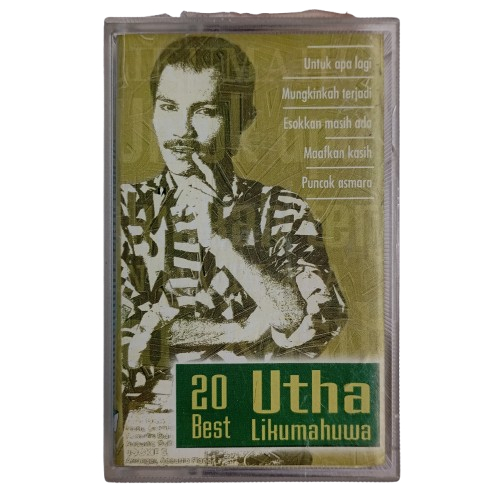 Untuk apa lagi
Mungkinkah terjadi
Esokkan masih ada
Maafkan kasih
Puncak asmara
20 Best
Utha Likumahuwa